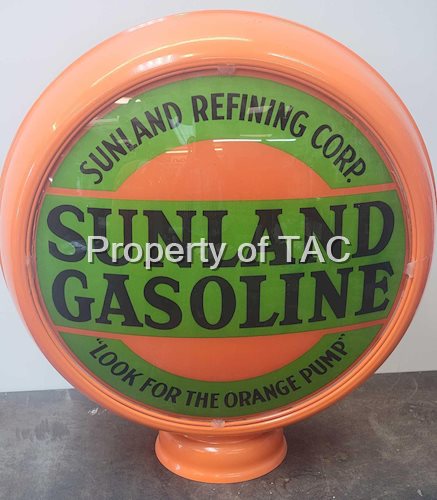 SUNLAND REFINING CORP.
SUNLAND
Property of TAC
GASOLINE
"LOOK FOR THE ORANGE PUMP"